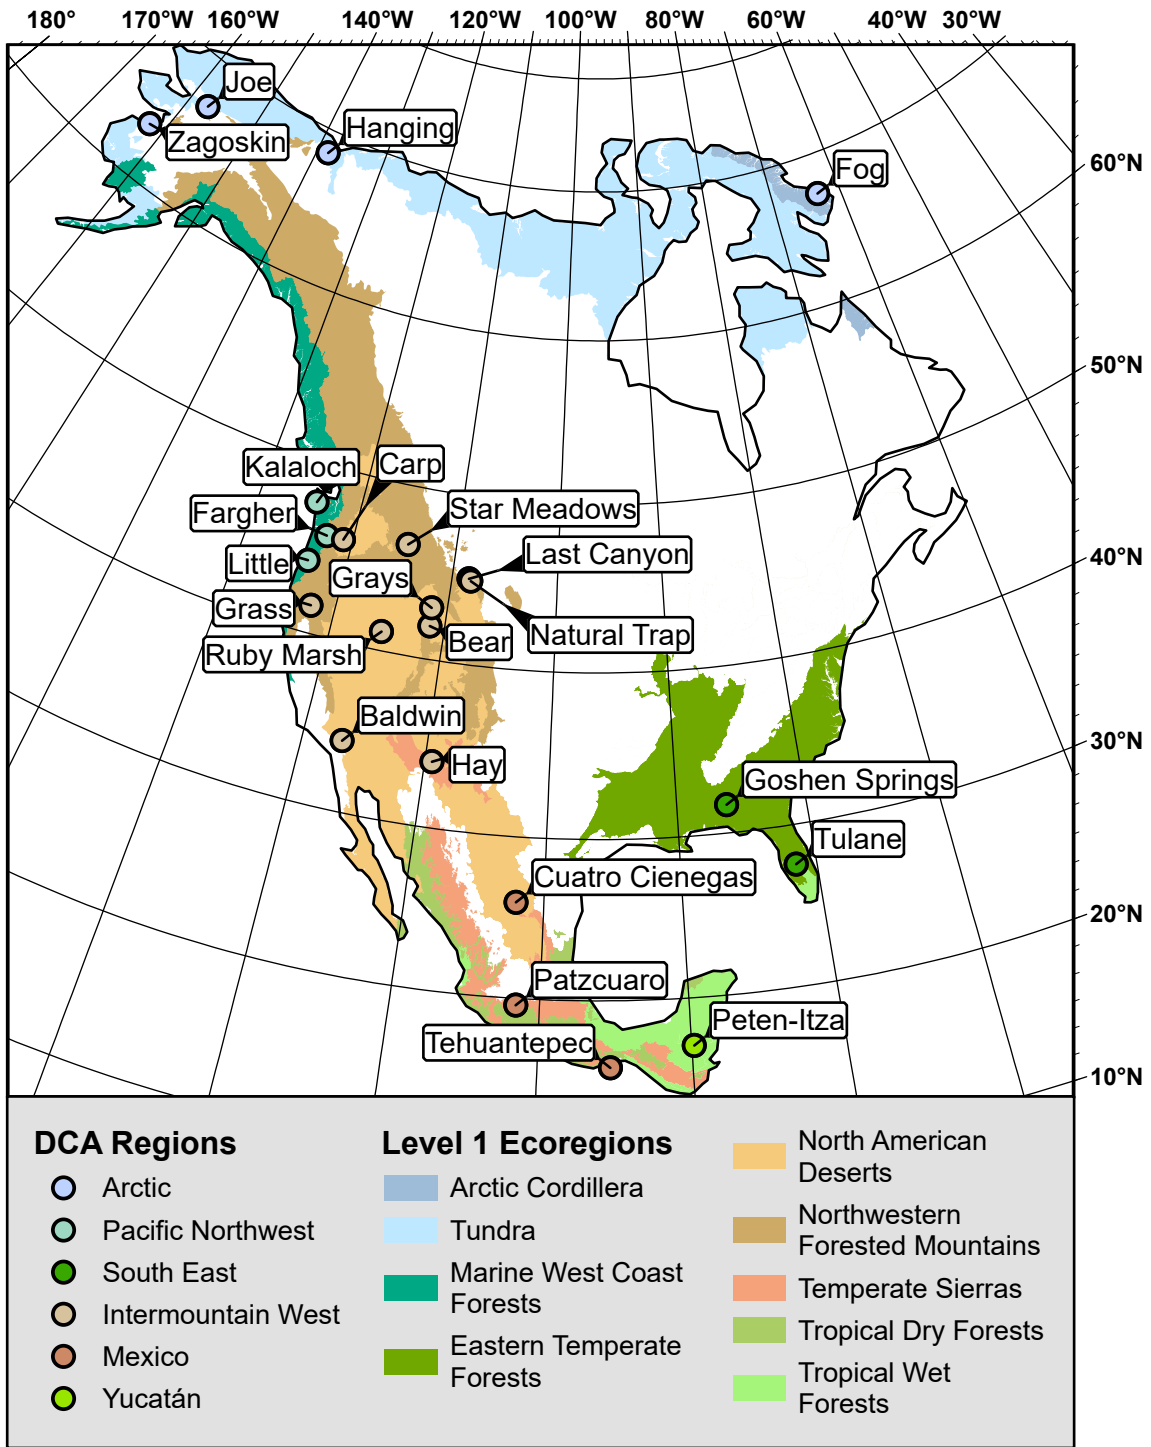 180° 170°W 160°W 140°W 120°W 100°W 80°W 60°W 40°W 30°W
Joe
Zagoskin
Hanging
Fog
60°N
50°N
Kalaloch
Carp
Fargher
Star Meadows
Little
Last Canyon
40°N
Grays
Grass
Natural Trap
Ruby Marsh
Bear
Baldwin
30°N
Hay
Goshen Springs
Tulane
Cuatro Cienegas
20°N
Patzcuaro
Peten-Itza
Tehuantepec
10°N
DCA Regions
Arctic
Pacific Northwest
South East
Intermountain West
Mexico
Yucatán
Level 1 Ecoregions
Arctic Cordillera
Tundra
Marine West Coast
Forests
Eastern Temperate
Forests
North American
Deserts
Northwestern
Forested Mountains
Temperate Sierras
Tropical Dry Forests
Tropical Wet
Forests